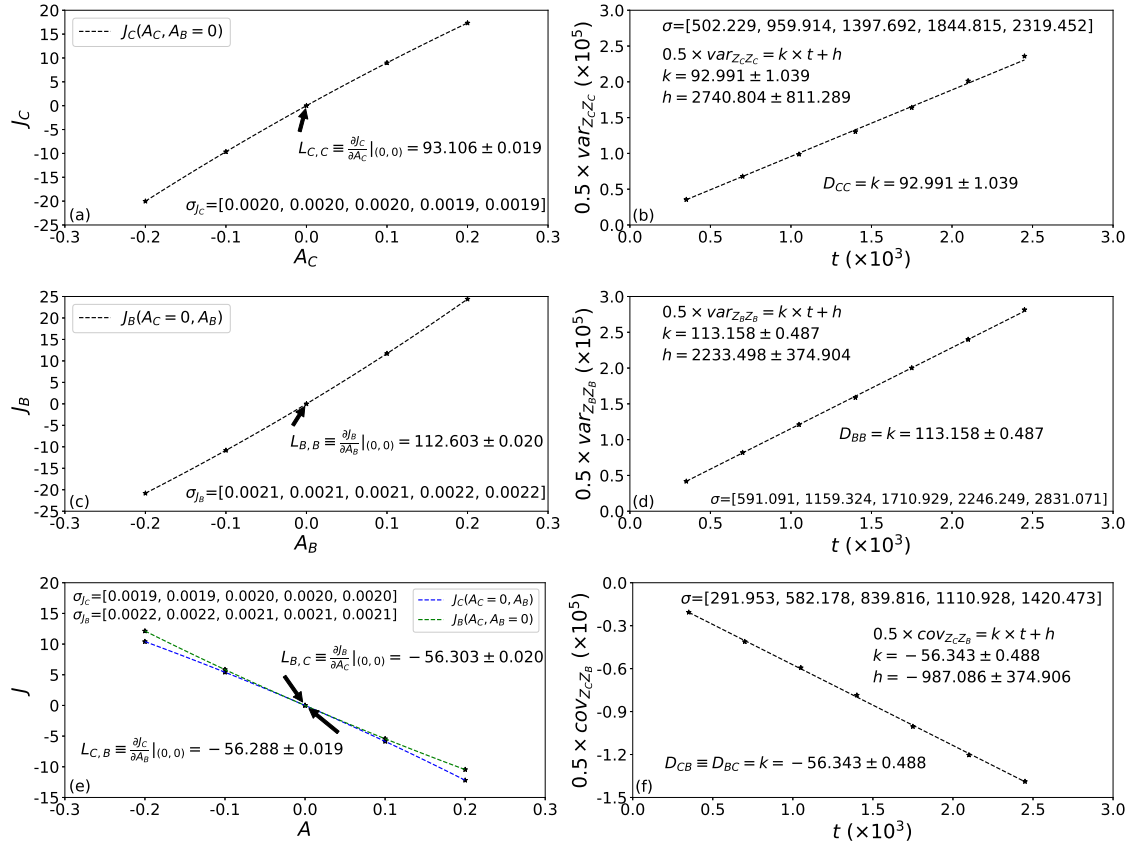 J_C
20
15
10
5
0
-5
-10
-15
-20
-25
J_C(A_C, A_B = 0)
L_{C,C} ≡ ∂J_C/∂A_C |_(0,0) = 93.106 ± 0.019
σ_{J_C}=[0.0020, 0.0020, 0.0020, 0.0019, 0.0019]
(a)
-0.3 -0.2 -0.1 0.0 0.1 0.2 0.3
A_C
0.5 × var_{Z_C Z_C} (×10^5)
3.0
2.5
2.0
1.5
1.0
0.5
0.0
σ=[502.229, 959.914, 1397.692, 1844.815, 2319.452]
0.5 × var_{Z_C Z_C} = k × t + h
k = 92.991 ± 1.039
h = 2740.804 ± 811.289
D_{CC} = k = 92.991 ± 1.039
(b)
0.0 0.5 1.0 1.5 2.0 2.5 3.0
t (×10^3)
J_B
25
20
15
10
5
0
-5
-10
-15
-20
-25
J_B(A_C = 0, A_B)
L_{B,B} ≡ ∂J_B/∂A_B |_(0,0) = 112.603 ± 0.020
σ_{J_B}=[0.0021, 0.0021, 0.0021, 0.0022, 0.0022]
(c)
-0.3 -0.2 -0.1 0.0 0.1 0.2 0.3
A_B
0.5 × var_{Z_B Z_B} (×10^5)
3.0
2.5
2.0
1.5
1.0
0.5
0.0
0.5 × var_{Z_B Z_B} = k × t + h
k = 113.158 ± 0.487
h = 2233.498 ± 374.904
D_{BB} = k = 113.158 ± 0.487
σ=[591.091, 1159.324, 1710.929, 2246.249, 2831.071]
(d)
0.0 0.5 1.0 1.5 2.0 2.5 3.0
t (×10^3)
J
20
15
10
5
0
-5
-10
-15
σ_{J_C}=[0.0019, 0.0019, 0.0020, 0.0020, 0.0020]
σ_{J_B}=[0.0022, 0.0022, 0.0021, 0.0021, 0.0021]
J_C(A_C = 0, A_B)
J_B(A_C, A_B = 0)
L_{B,C} ≡ ∂J_B/∂A_C |_(0,0) = − 56.303 ± 0.020
L_{C,B} ≡ ∂J_C/∂A_B |_(0,0) = − 56.288 ± 0.019
(e)
-0.3 -0.2 -0.1 0.0 0.1 0.2 0.3
A
0.5 × cov_{Z_C Z_B} (×10^5)
0.0
-0.3
-0.6
-0.9
-1.2
-1.5
σ=[291.953, 582.178, 839.816, 1110.928, 1420.473]
0.5 × cov_{Z_C Z_B} = k × t + h
k = − 56.343 ± 0.488
h = − 987.086 ± 374.906
D_{CB} ≡ D_{BC} = k = − 56.343 ± 0.488
(f)
0.0 0.5 1.0 1.5 2.0 2.5 3.0
t (×10^3)